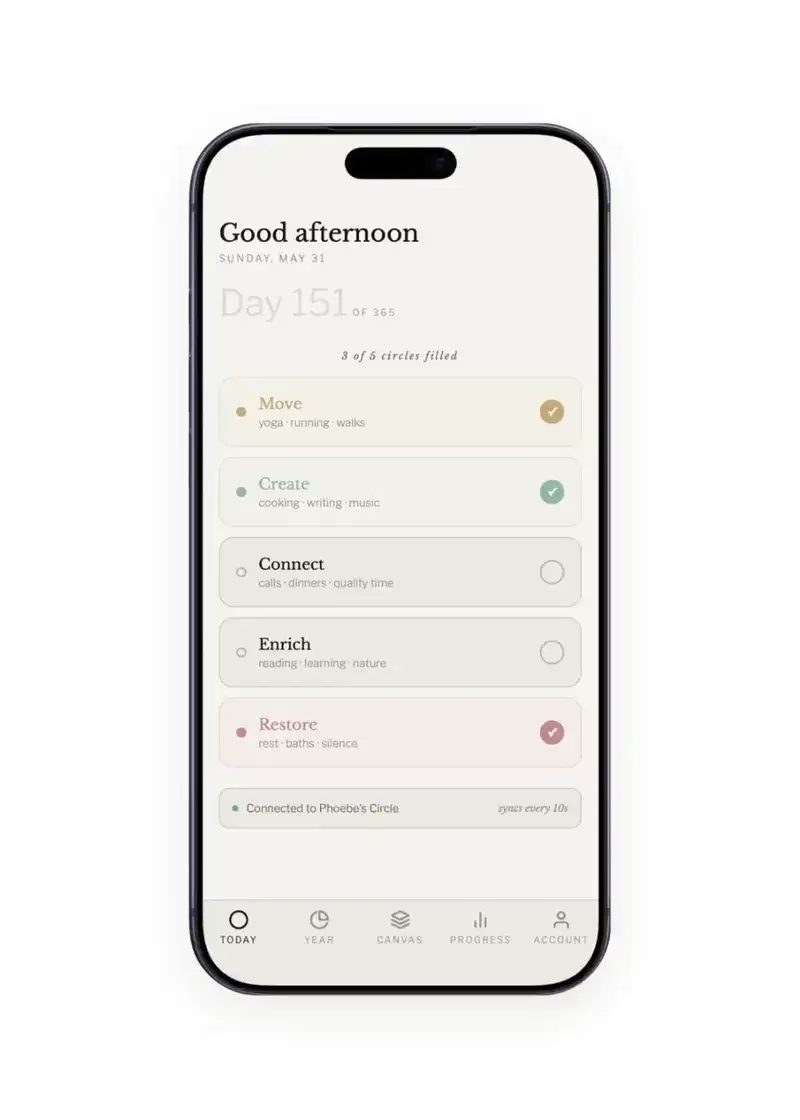 Good afternoon
SUNDAY, MAY 31
Day 151 OF 365
3 of 5 circles filled
Move
yoga · running · walks
Create
cooking · writing · music
Connect
calls · dinners · quality time
Enrich
reading · learning · nature
Restore
rest · baths · silence
Connected to Phoebe's Circle syncs every 10s
TODAY YEAR CANVAS PROGRESS ACCOUNT